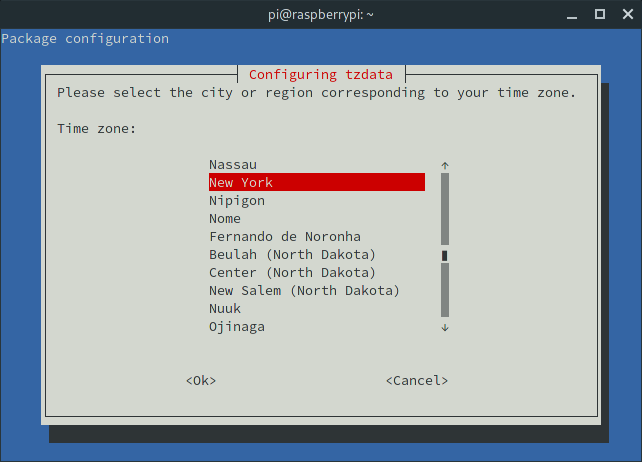 pi@raspberrypi: ~
Package configuration
Configuring tzdata
Please select the city or region corresponding to your time zone.
Time zone:
Nassau
New York
Nipigon
Nome
Fernando de Noronha
Beulah (North Dakota)
Center (North Dakota)
New Salem (North Dakota)
Nuuk
Ojinaga
<Ok> <Cancel>